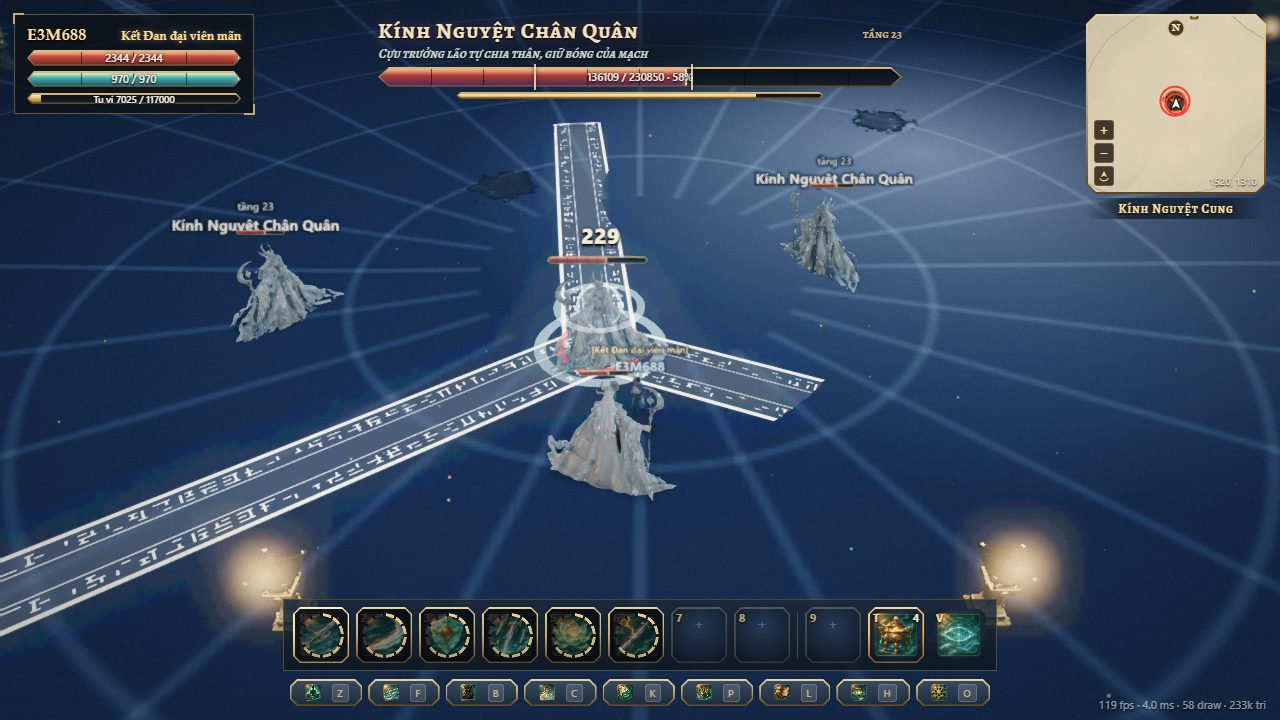 E3M688 Kết Đan đại viên mãn
2344 / 2344
970 / 970
Tu vi 7025 / 117000
Kính Nguyệt Chân Quân
Tầng 23
Cựu trưởng lão tự chia thân, giữ bóng của mạch
136109 / 230850 · 58%
N
+
−
1520, 1310
Kính Nguyệt Cung
tầng 23
Kính Nguyệt Chân Quân
tầng 23
Kính Nguyệt Chân Quân
229
[Kết Đan đại viên mãn]
E3M688
7 8 9 T 4 V
Z F B C K P L H O
119 fps · 4.0 ms · 58 draw · 233k tri